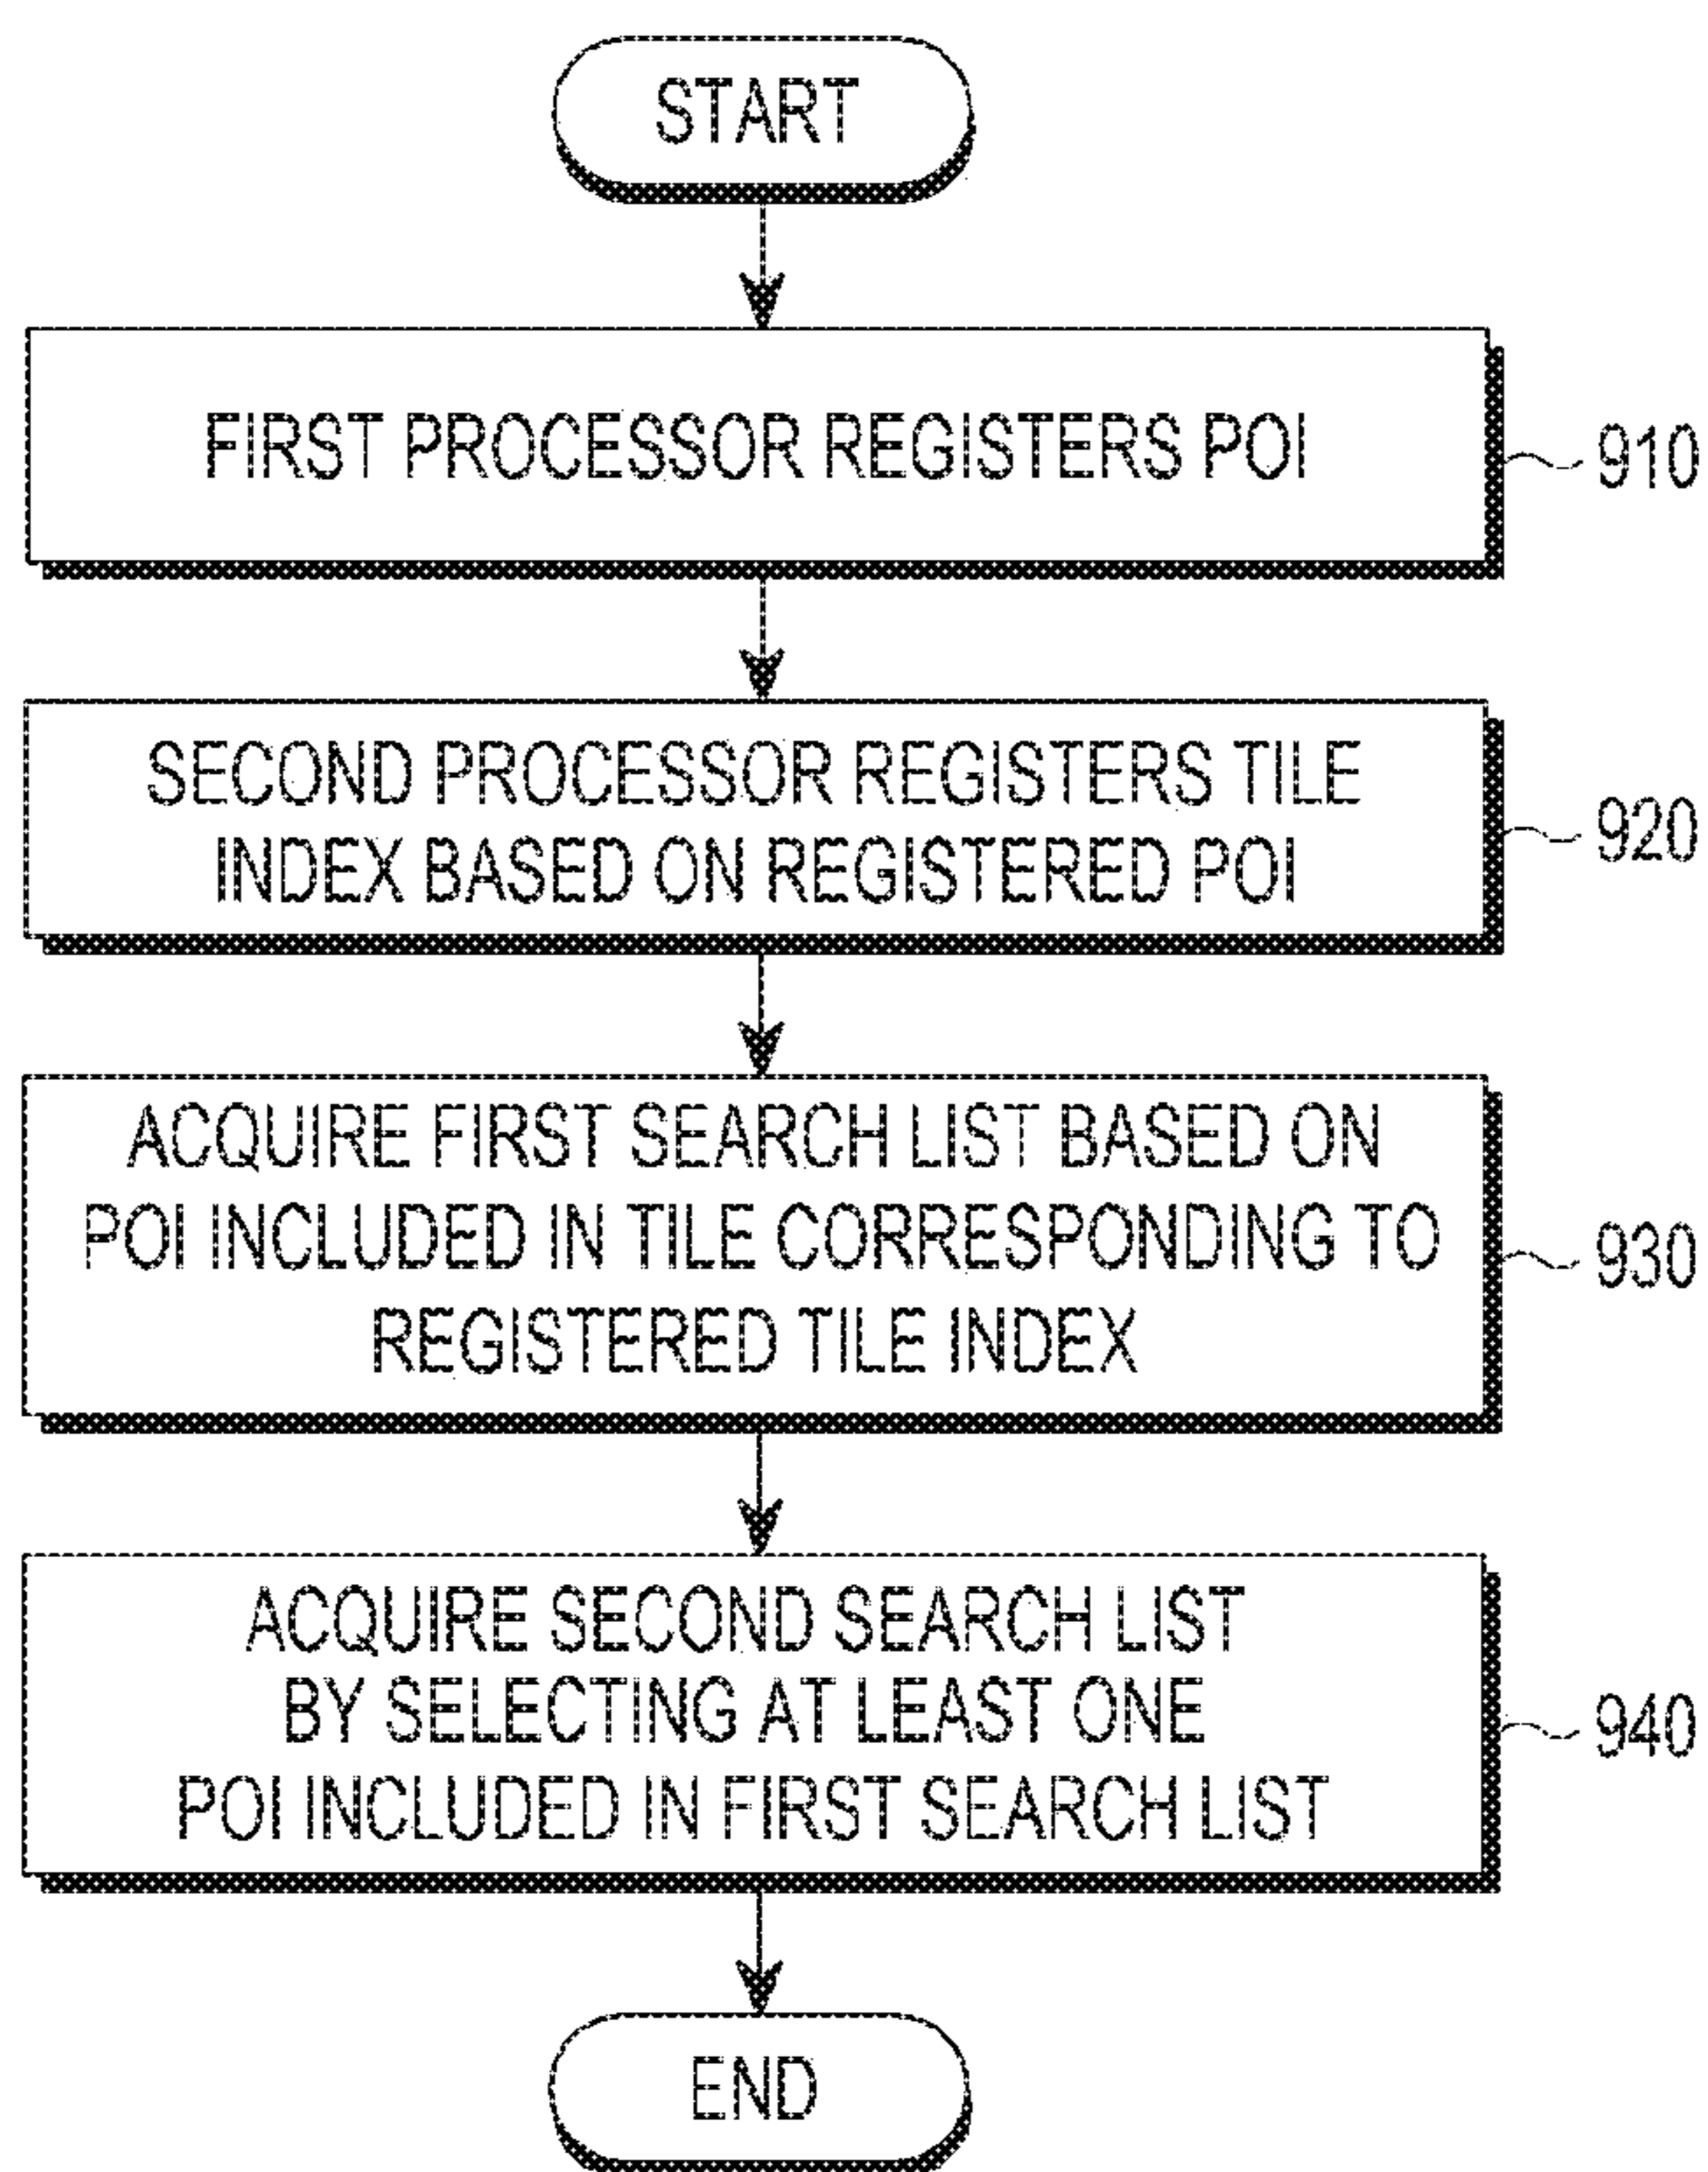 START
FIRST PROCESSOR REGISTERS POI
910
SECOND PROCESSOR REGISTERS TILE
INDEX BASED ON REGISTERED POI
920
ACQUIRE FIRST SEARCH LIST BASED ON
POI INCLUDED IN TILE CORRESPONDING TO
REGISTERED TILE INDEX
930
ACQUIRE SECOND SEARCH LIST
BY SELECTING AT LEAST ONE
POI INCLUDED IN FIRST SEARCH LIST
940
END